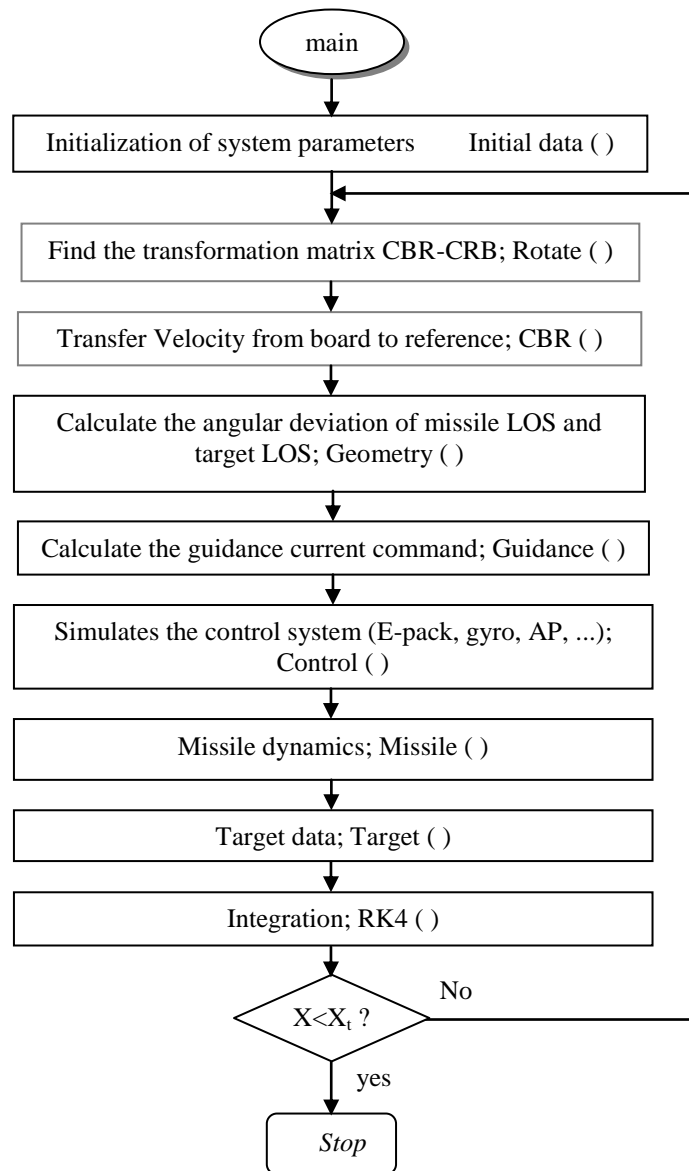 main
Initialization of system parameters Initial data ( )
Find the transformation matrix CBR-CRB; Rotate ( )
Transfer Velocity from board to reference; CBR ( )
Calculate the angular deviation of missile LOS and
target LOS; Geometry ( )
Calculate the guidance current command; Guidance ( )
Simulates the control system (E-pack, gyro, AP, ...);
Control ( )
Missile dynamics; Missile ( )
Target data; Target ( )
Integration; RK4 ( )
No
X<Xt ?
yes
Stop